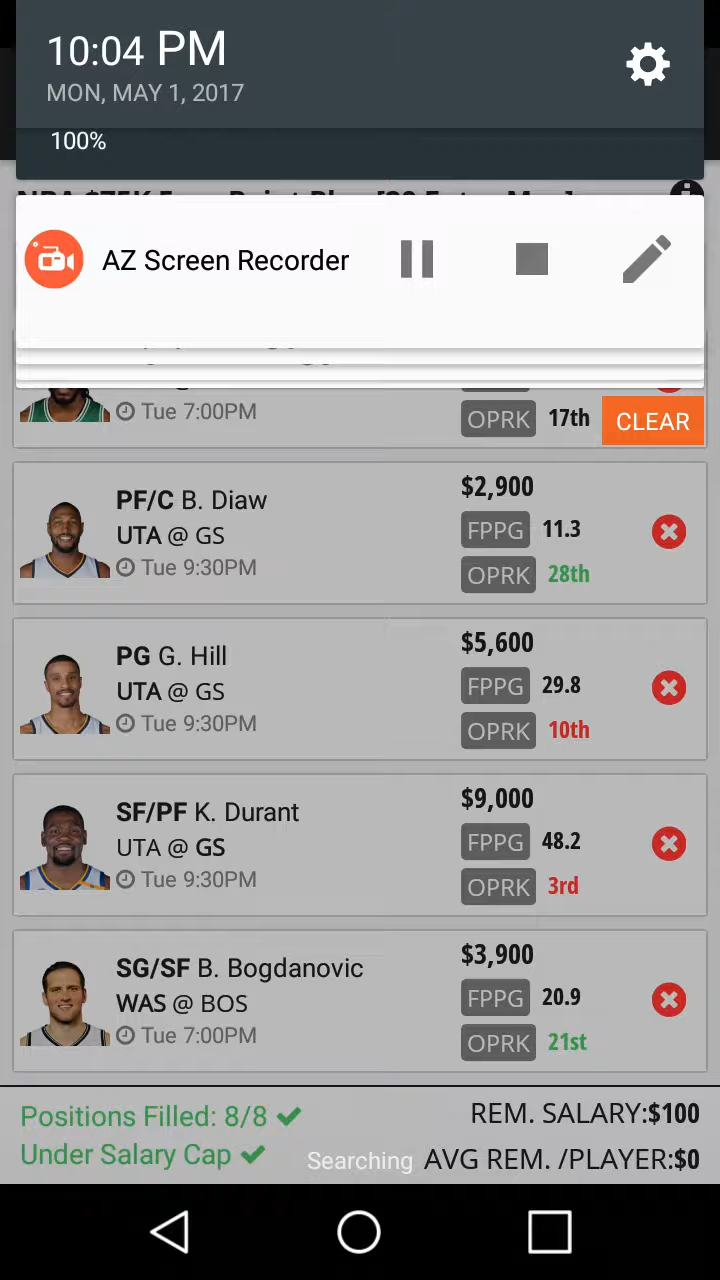 10:04 PM
MON, MAY 1, 2017
100%
AZ Screen Recorder
Tue 7:00PM
OPRK 17th
CLEAR
PF/C B. Diaw
UTA @ GS
Tue 9:30PM
$2,900
FPPG 11.3
OPRK 28th
PG G. Hill
UTA @ GS
Tue 9:30PM
$5,600
FPPG 29.8
OPRK 10th
SF/PF K. Durant
UTA @ GS
Tue 9:30PM
$9,000
FPPG 48.2
OPRK 3rd
SG/SF B. Bogdanovic
WAS @ BOS
Tue 7:00PM
$3,900
FPPG 20.9
OPRK 21st
Positions Filled: 8/8
Under Salary Cap
Searching
REM. SALARY:$100
AVG REM. /PLAYER:$0